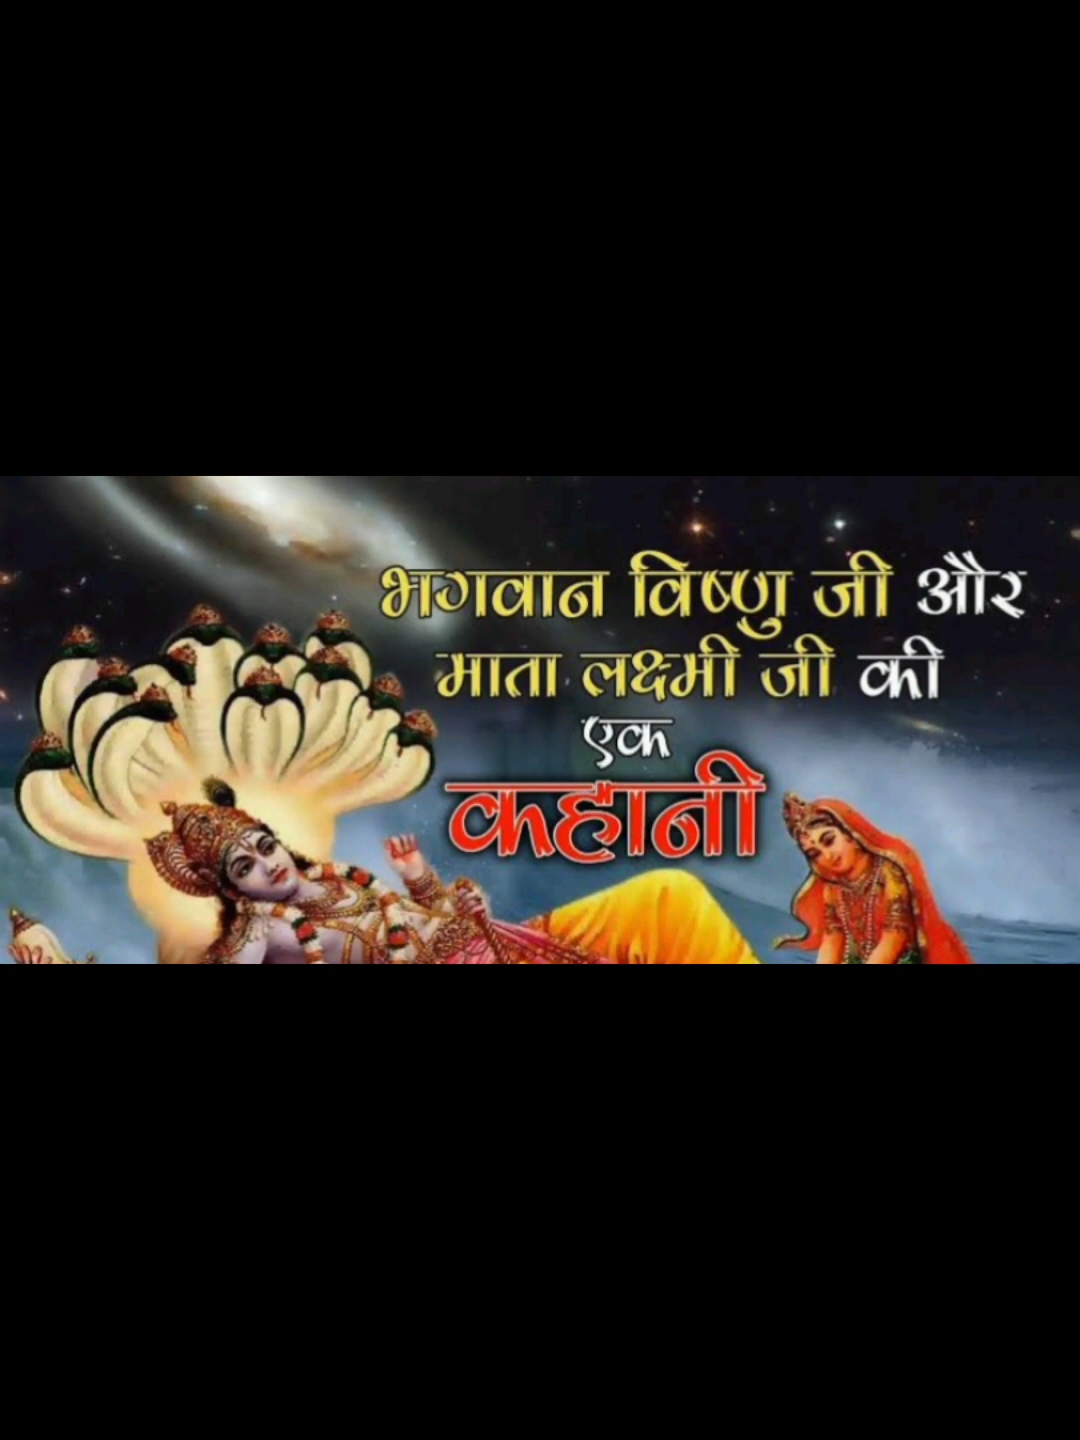 भगवान विष्णु जी और
माता लक्ष्मी जी की
एक
कहानी